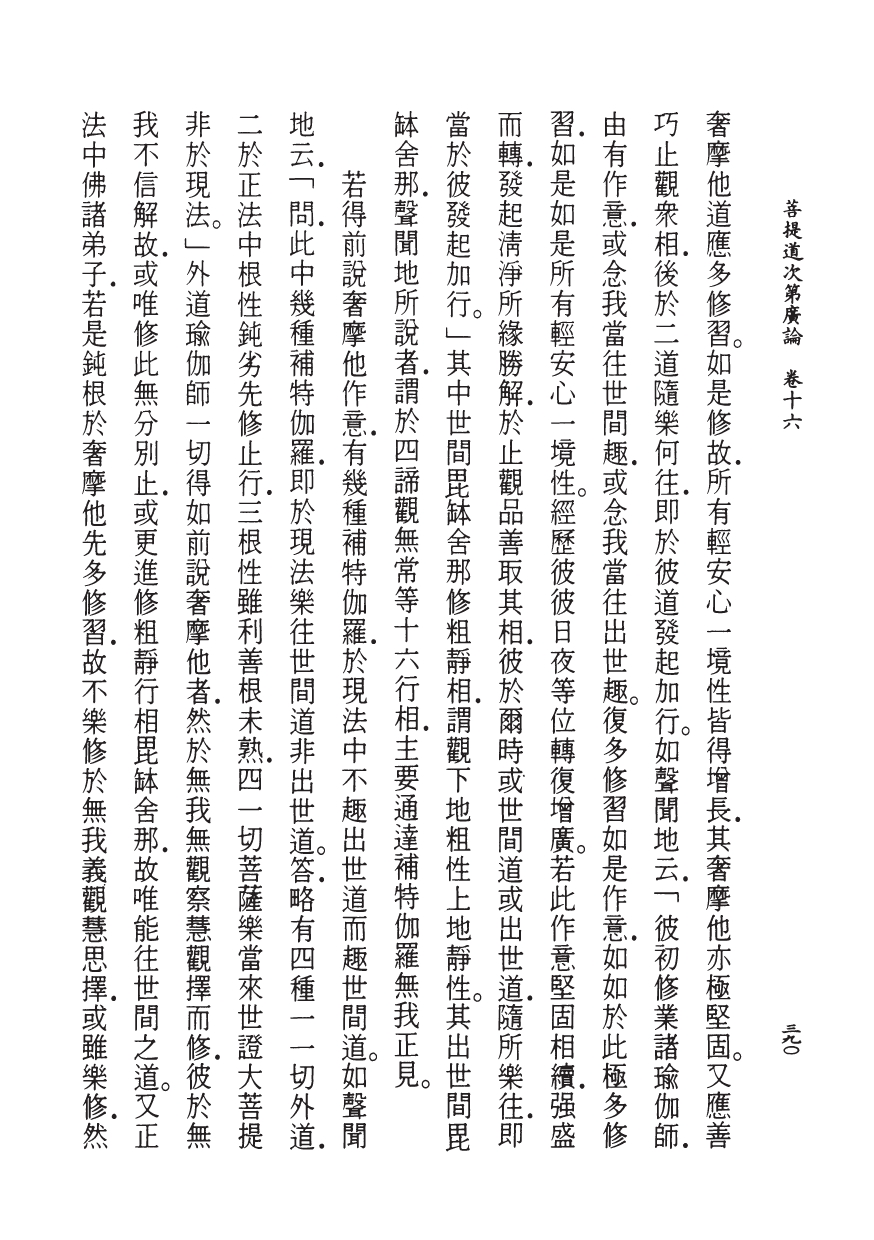 菩提道次第廣論　卷十六
三九〇
奢摩他道應多修習。如是修故．所有輕安心一境性皆得增長．其奢摩他亦極堅固。又應善
巧止觀眾相．後於二道隨樂何往．即於彼道發起加行。如聲聞地云．「彼初修業諸瑜伽師．
由有作意．或念我當往世間趣．或念我當往出世趣。復多修習如是作意．如如於此極多修
習．如是如是所有輕安心一境性。經歷彼彼日夜等位轉復增廣。若此作意堅固相續．强盛
而轉．發起淸淨所緣勝解．於止觀品善取其相．彼於爾時或世間道或出世道．隨所樂往．即
當於彼發起加行。」其中世間毘缽舍那修粗靜相．謂觀下地粗性上地靜性。其出世間毘
缽舍那．聲聞地所說者．謂於四諦觀無常等十六行相．主要通達補特伽羅無我正見。
若得前說奢摩他作意．有幾種補特伽羅．於現法中不趣出世道而趣世間道。如聲聞
地云．「問．此中幾種補特伽羅．即於現法樂往世間道非出世道。答．略有四種一一切外道．
二於正法中根性鈍劣先修止行．三根性雖利善根未熟．四一切菩薩樂當來世證大菩提
非於現法。」外道瑜伽師一切得如前說奢摩他者．然於無我無觀察慧觀擇而修．彼於無
我不信解故．或唯修此無分別止．或更進修粗靜行相毘缽舍那．故唯能往世間之道。又正
法中佛諸弟子．若是鈍根於奢摩他先多修習．故不樂修於無我義觀慧思擇．或雖樂修．然